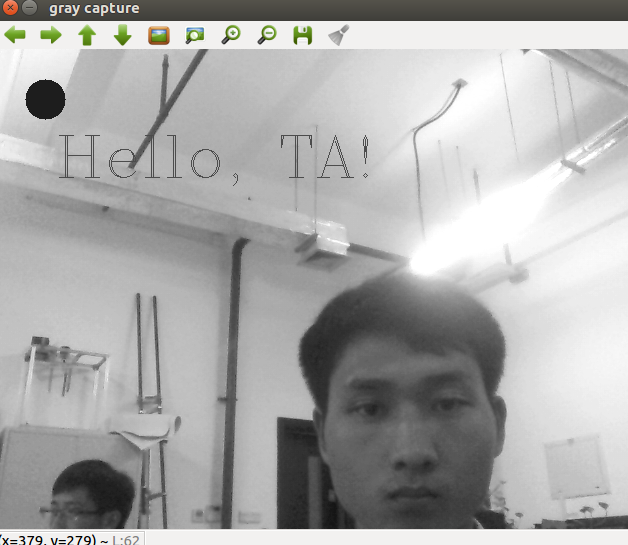 gray capture
Hello, TA!
(x=379, y=279) ~ L:62